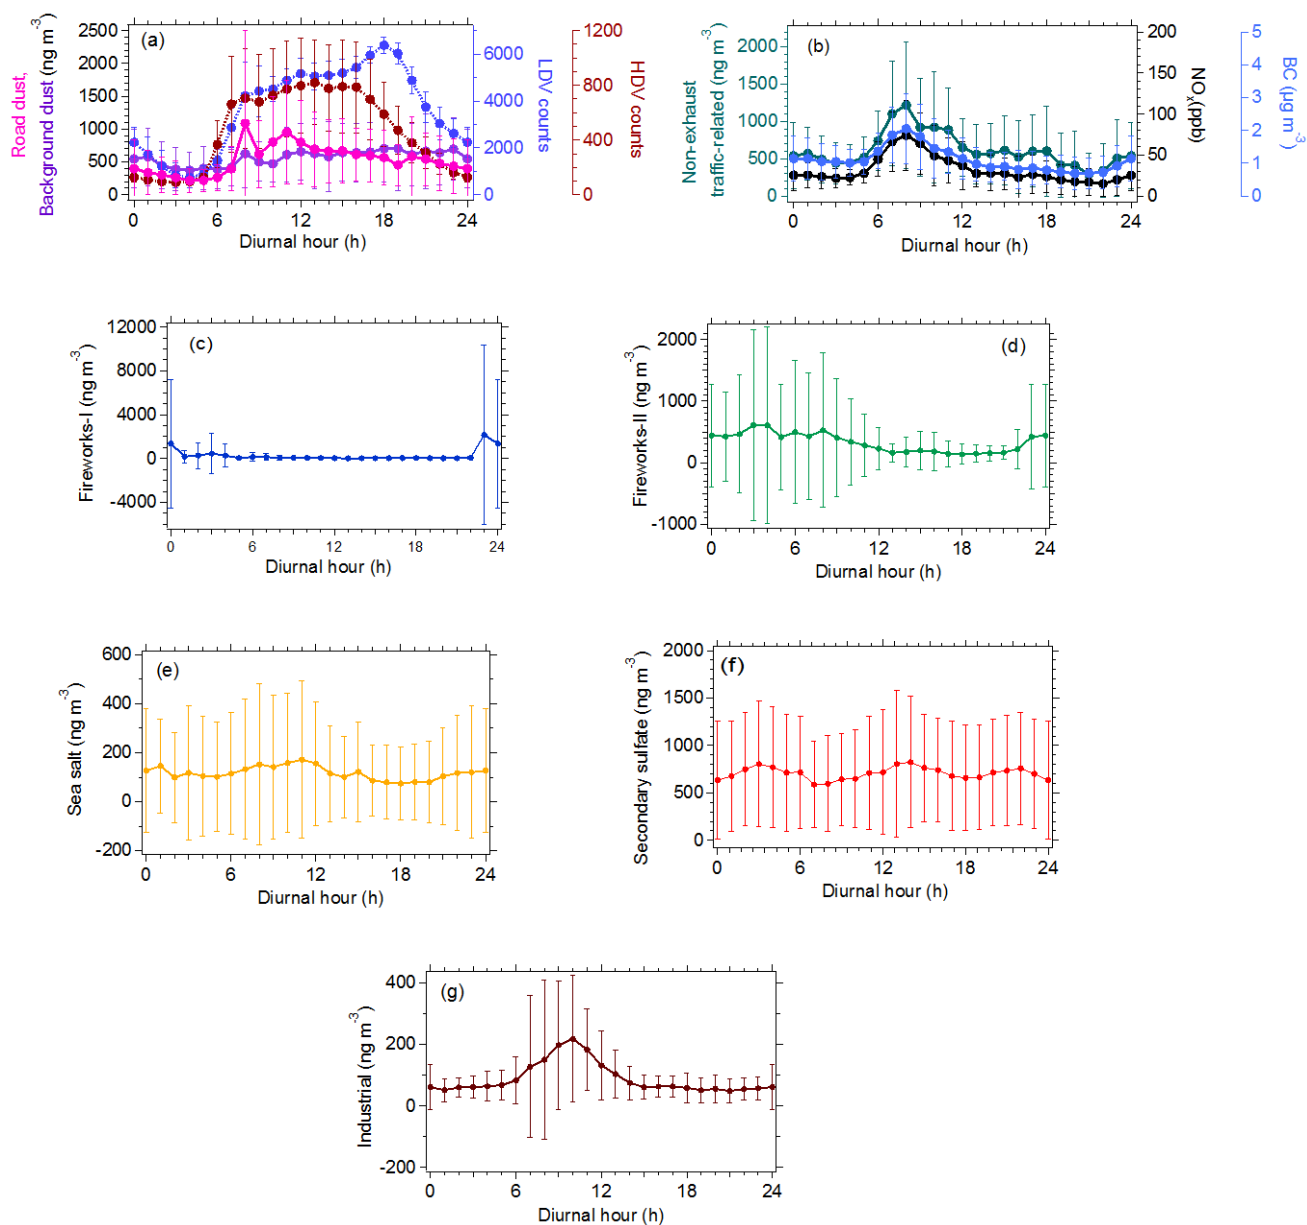 (a)
Road dust,
Background dust (ng m-3)
2500
2000
1500
1000
500
0
6000
4000
2000
0
LDV counts
1200
800
400
0
HDV counts
0 6 12 18 24
Diurnal hour (h)
(b)
Non-exhaust
traffic-related (ng m-3)
2000
1500
1000
500
0
200
150
100
50
0
NOx(ppb)
5
4
3
2
1
0
BC (µg m-3)
0 6 12 18 24
Diurnal hour (h)
(c)
Fireworks-I (ng m-3)
12000
8000
4000
0
-4000
0 6 12 18 24
Diurnal hour (h)
(d)
Fireworks-II (ng m-3)
2000
1000
0
-1000
0 6 12 18 24
Diurnal hour (h)
(e)
Sea salt (ng m-3)
600
400
200
0
-200
0 6 12 18 24
Diurnal hour (h)
(f)
Secondary sulfate (ng m-3)
2000
1500
1000
500
0
0 6 12 18 24
Diurnal hour (h)
(g)
Industrial (ng m-3)
400
200
0
-200
0 6 12 18 24
Diurnal hour (h)